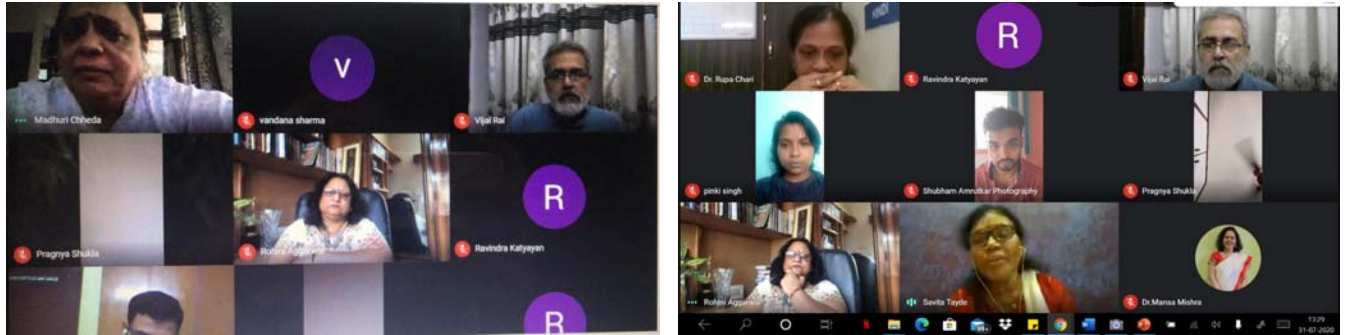 Madhuri Chheda
V
vandana sharma
Vijai Rai
Pragnya Shukla
Rohini Aggarwal
R
Ravindra Katyayan
R
HINDI
Dr. Rupa Chari
R
Ravindra Katyayan
Vijai Rai
pinki singh
Shubham Amrutkar Photography
Pragnya Shukla
Rohini Aggarwal
Savita Tayde
Dr.Mansa Mishra
99+
13:29
31-07-2020